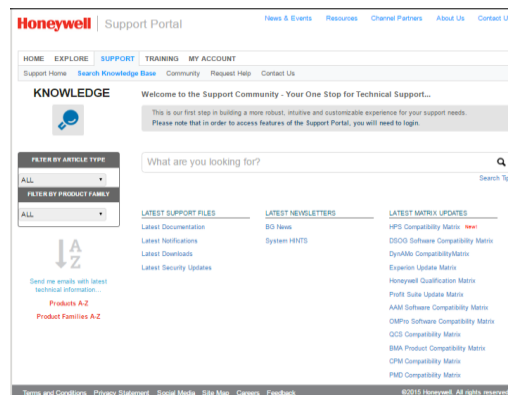 Honeywell | Support Portal
News & Events Resources Channel Partners About Us Contact U
HOME EXPLORE SUPPORT TRAINING MY ACCOUNT
Support Home Search Knowledge Base Community Request Help Contact Us
KNOWLEDGE
Welcome to the Support Community - Your One Stop for Technical Support...
This is our first step in building a more robust, intuitive and customizable experience for your support needs.
Please note that in order to access features of the Support Portal, you will need to login.
FILTER BY ARTICLE TYPE
ALL
FILTER BY PRODUCT FAMILY
ALL
What are you looking for?
Search Tip
A
Z
Send me emails with latest
technical information...
Products A-Z
Product Families A-Z
LATEST SUPPORT FILES
Latest Documentation
Latest Notifications
Latest Downloads
Latest Security Updates
LATEST NEWSLETTERS
BG News
System HINTS
LATEST MATRIX UPDATES
HPS Compatibility Matrix New!
DSOG Software Compatibility Matrix
DynAMo CompatibilityMatrix
Experion Update Matrix
Honeywell Qualification Matrix
Profit Suite Update Matrix
AAM Software Compatibility Matrix
OMPro Software Compatibility Matrix
QCS Compatibility Matrix
BMA Product Compatibility Matrix
CPM Compatibility Matrix
PMD Compatibility Matrix
Terms and Conditions Privacy Statement Social Media Site Map Careers Feedback
©2015 Honeywell. All rights reserved